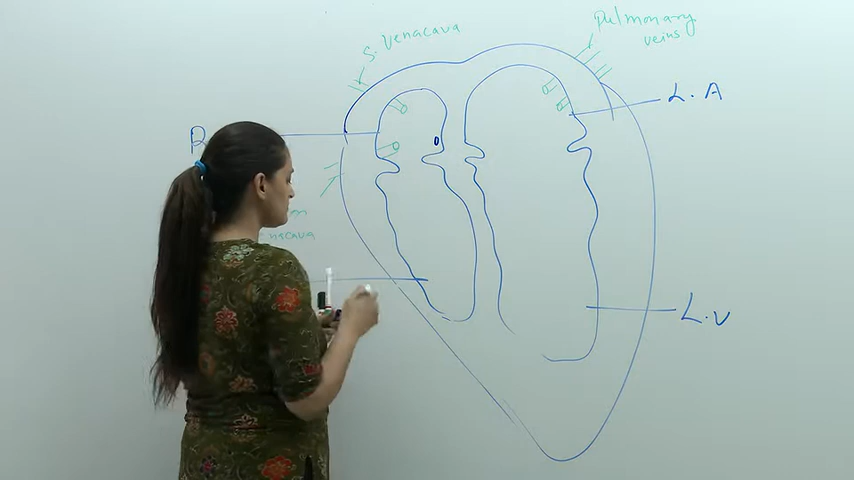 S. Venacava
Pulmonary
veins
L.A
R
L.V